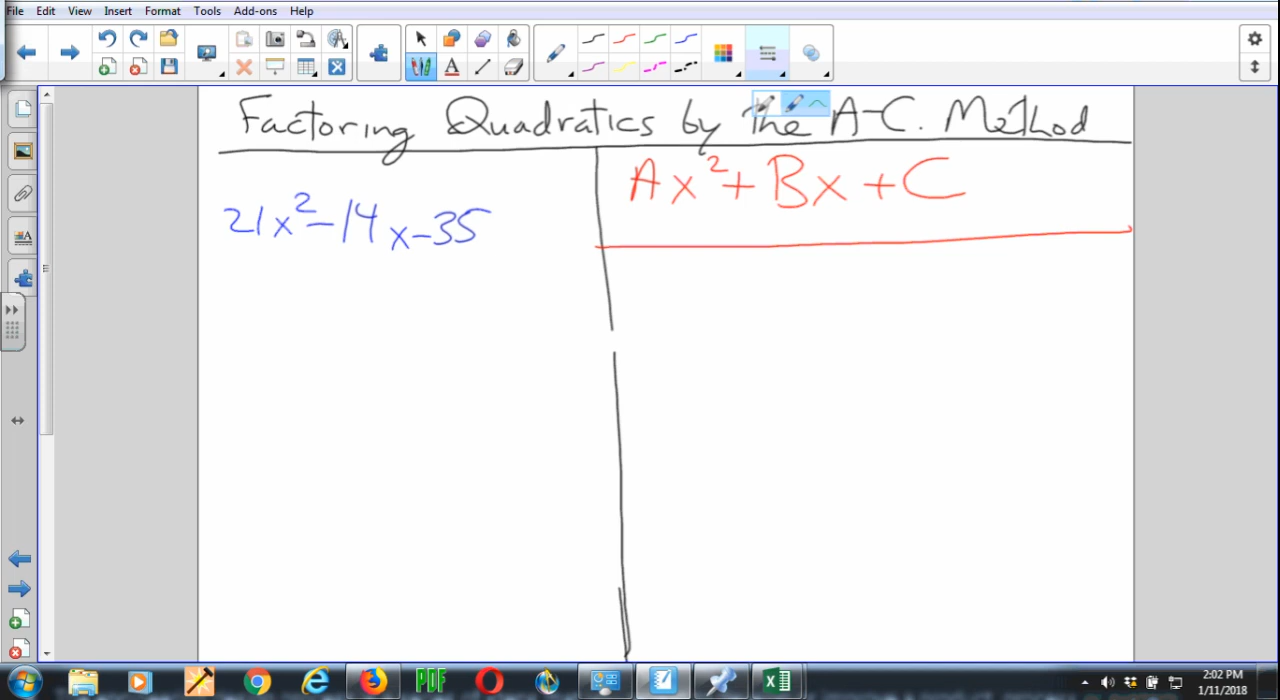 File Edit View Insert Format Tools Add-ons Help
Factoring Quadratics by the A-C. Method
Ax²+Bx+C
21x²-14x-35
PDF
2:02 PM
1/11/2018